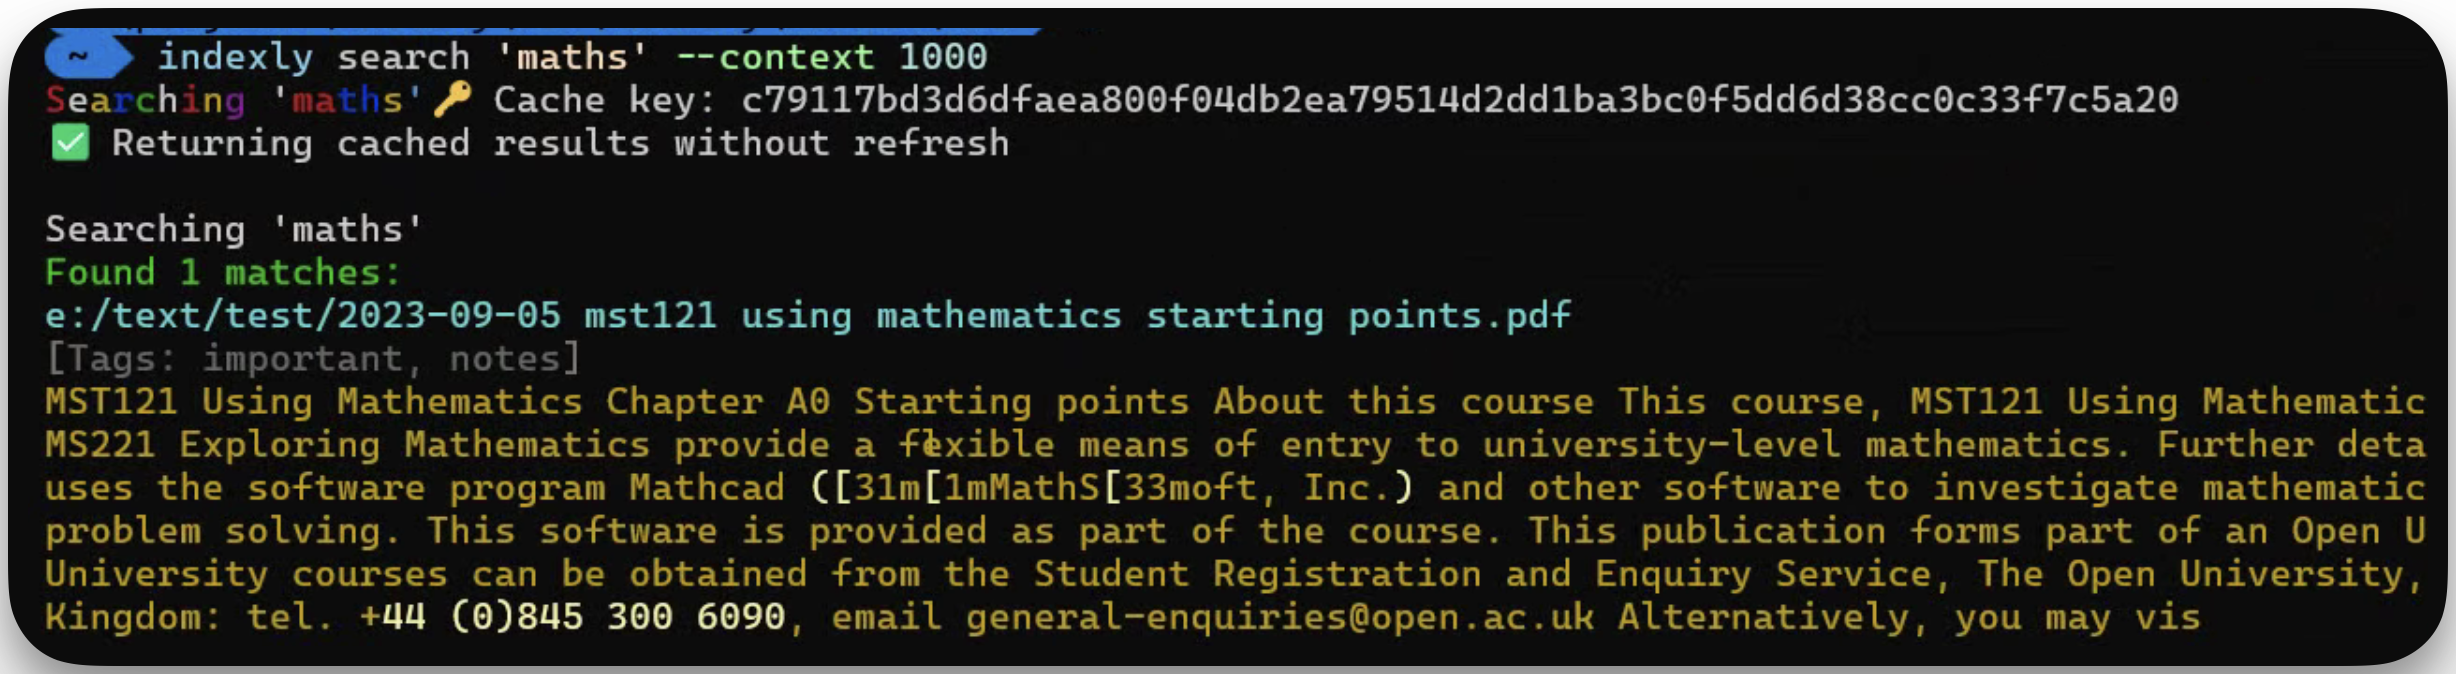 ~ indexly search 'maths' --context 1000
Searching 'maths'🔑 Cache key: c79117bd3d6dfaea800f04db2ea79514d2dd1ba3bc0f5dd6d38cc0c33f7c5a20
✅ Returning cached results without refresh
Searching 'maths'
Found 1 matches:
e:/text/test/2023-09-05 mst121 using mathematics starting points.pdf
[Tags: important, notes]
MST121 Using Mathematics Chapter A0 Starting points About this course This course, MST121 Using Mathematic
MS221 Exploring Mathematics provide a flexible means of entry to university-level mathematics. Further deta
uses the software program Mathcad ([31m[1mMathS[33moft, Inc.) and other software to investigate mathematic
problem solving. This software is provided as part of the course. This publication forms part of an Open U
University courses can be obtained from the Student Registration and Enquiry Service, The Open University,
Kingdom: tel. +44 (0)845 300 6090, email general-enquiries@open.ac.uk Alternatively, you may vis